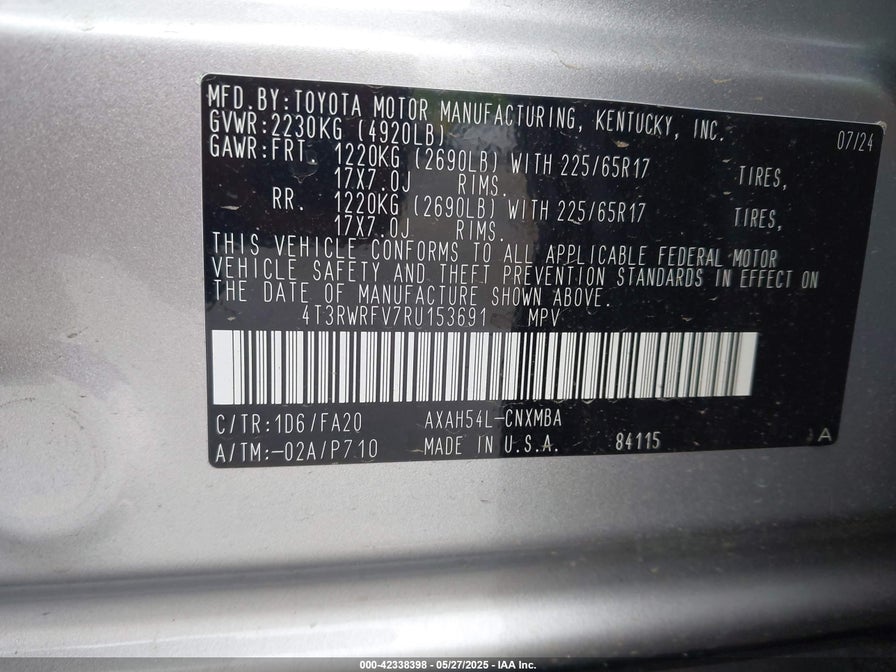 MFD.BY:TOYOTA MOTOR MANUFACTURING, KENTUCKY, INC.
07/24
GVWR:2230KG (4920LB)
GAWR:FRT. 1220KG (2690LB) WITH 225/65R17 TIRES,
17X7.0J RIMS.
RR. 1220KG (2690LB) WITH 225/65R17 TIRES,
17X7.0J RIMS.
THIS VEHICLE CONFORMS TO ALL APPLICABLE FEDERAL MOTOR
VEHICLE SAFETY AND THEFT PREVENTION STANDARDS IN EFFECT ON
THE DATE OF MANUFACTURE SHOWN ABOVE.
4T3RWRFV7RU153691 MPV
C/TR:1D6/FA20 AXAH54L-CNXMBA
A/TM:-02A/P710 MADE IN U.S.A. 84115 A
000-42338398 - 05/27/2025 - IAA Inc.